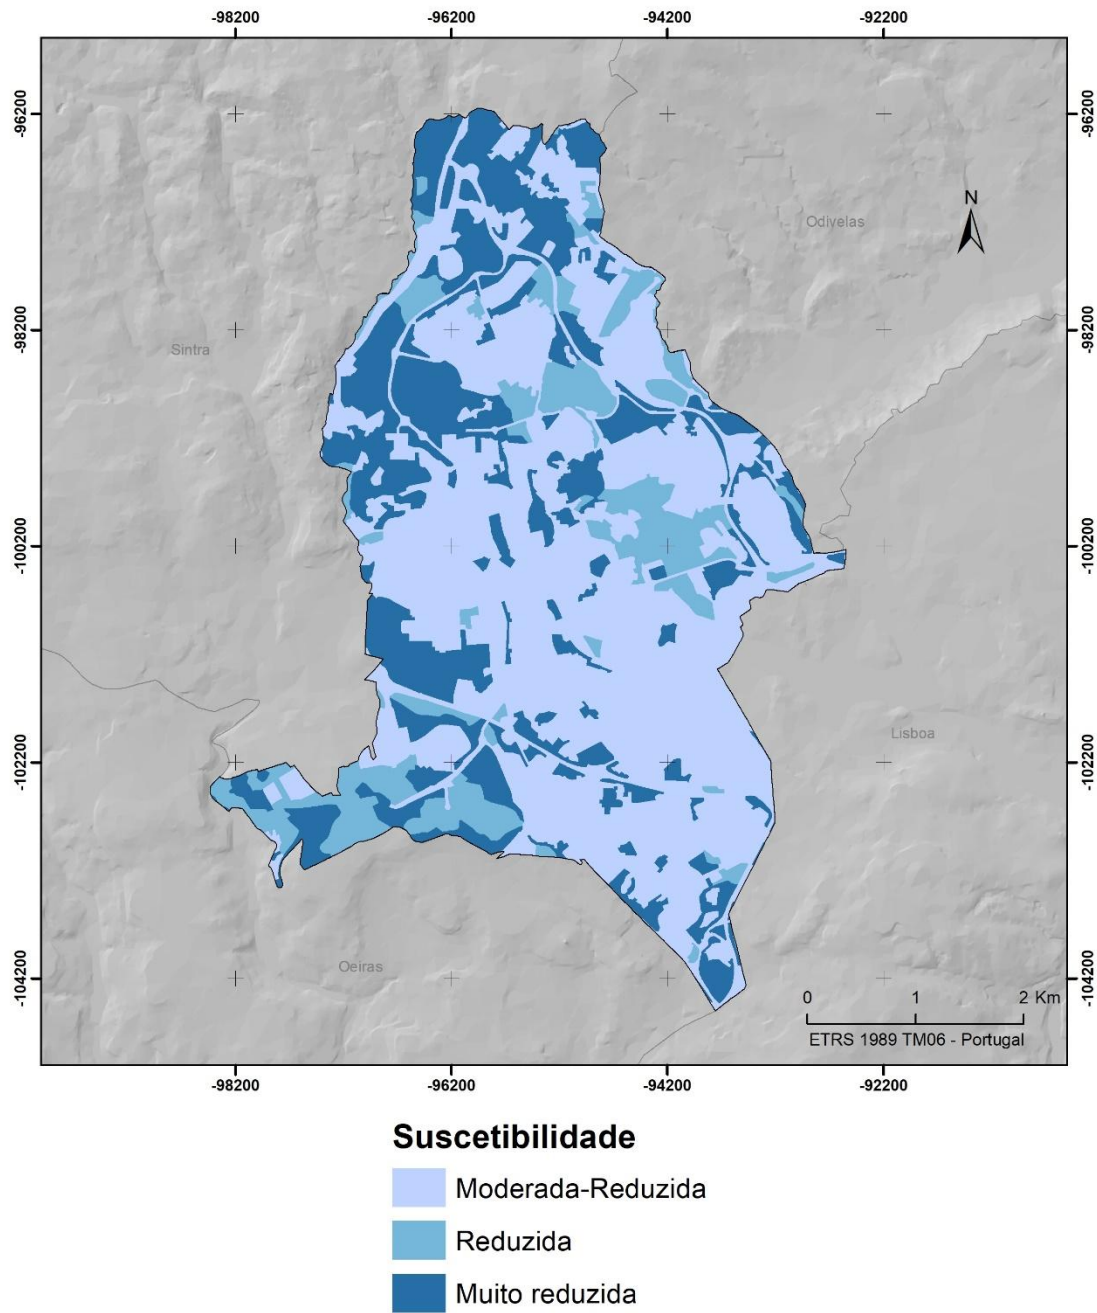 -98200 -96200 -94200 -92200
-96200 -96200
N
Odivelas
-98200 -98200
Sintra
-100200 -100200
Lisboa
-102200 -102200
Oeiras
-104200 -104200
0 1 2 Km
ETRS 1989 TM06 - Portugal
-98200 -96200 -94200 -92200
Suscetibilidade
Moderada-Reduzida
Reduzida
Muito reduzida